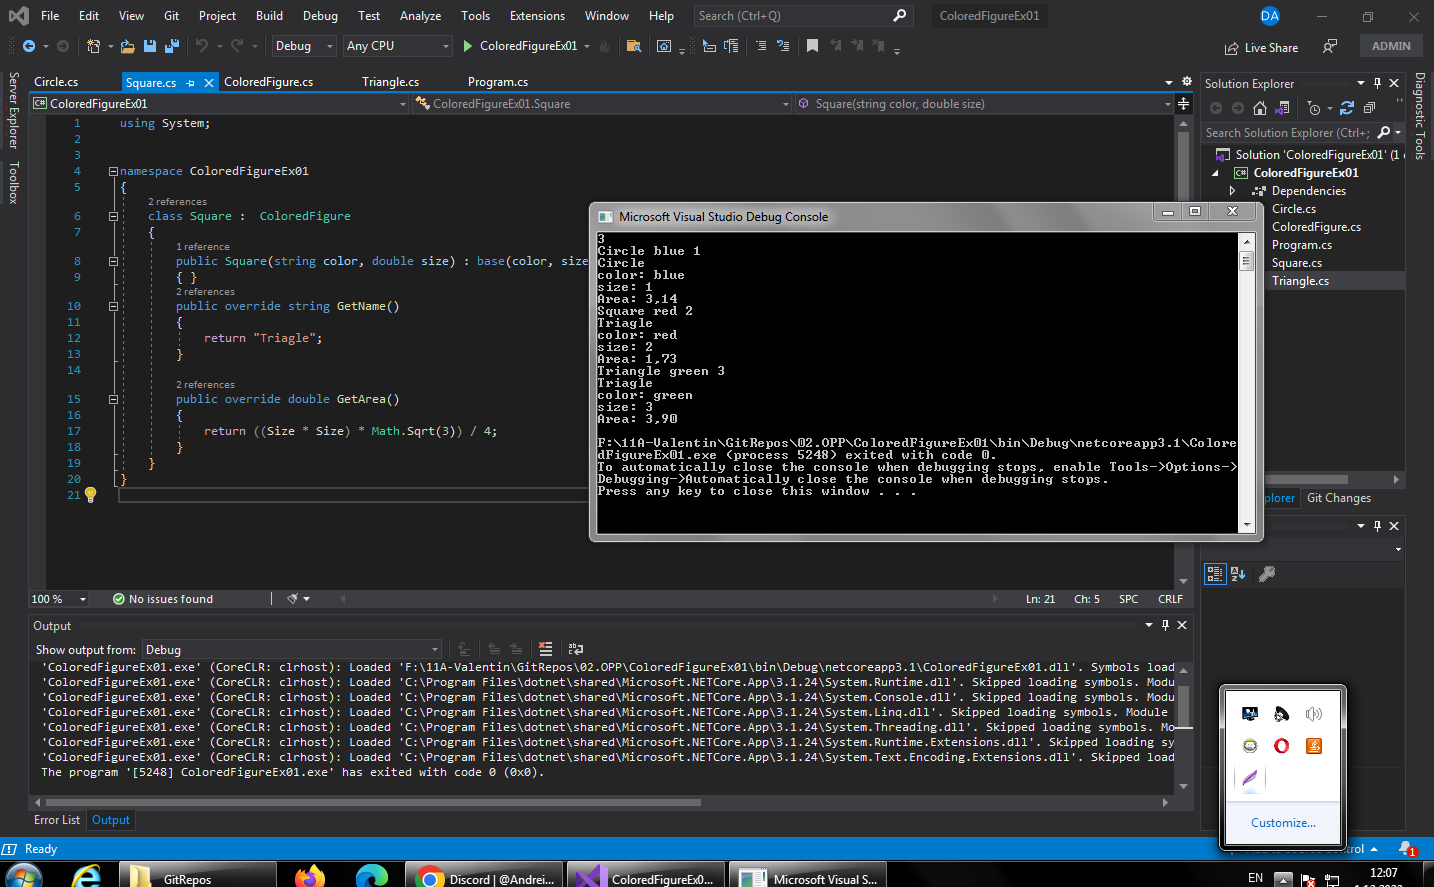 File Edit View Git Project Build Debug Test Analyze Tools Extensions Window Help Search (Ctrl+Q) ColoredFigureEx01 DA
Debug Any CPU ColoredFigureEx01 Live Share ADMIN
Server Explorer
Toolbox
Circle.cs Square.cs ColoredFigure.cs Triangle.cs Program.cs
ColoredFigureEx01 ColoredFigureEx01.Square Square(string color, double size)
1 using System;
2
3
4 namespace ColoredFigureEx01
5 {
2 references
6 class Square : ColoredFigure
7 {
1 reference
8 public Square(string color, double size) : base(color, size
9 { }
2 references
10 public override string GetName()
11 {
12 return "Triagle";
13 }
14
2 references
15 public override double GetArea()
16 {
17 return ((Size * Size) * Math.Sqrt(3)) / 4;
18 }
19 }
20 }
21
Microsoft Visual Studio Debug Console
3
Circle blue 1
Circle
color: blue
size: 1
Area: 3,14
Square red 2
Triagle
color: red
size: 2
Area: 1,73
Triangle green 3
Triagle
color: green
size: 3
Area: 3,90
F:\11A-Valentin\GitRepos\02.OPP\ColoredFigureEx01\bin\Debug\netcoreapp3.1\Colore
dFigureEx01.exe (process 5248) exited with code 0.
To automatically close the console when debugging stops, enable Tools->Options->
Debugging->Automatically close the console when debugging stops.
Press any key to close this window . . .
Solution Explorer
Search Solution Explorer (Ctrl+;
Solution 'ColoredFigureEx01' (1
ColoredFigureEx01
Dependencies
Circle.cs
ColoredFigure.cs
Program.cs
Square.cs
Triangle.cs
Diagnostic Tools
plorer Git Changes
100 % No issues found Ln: 21 Ch: 5 SPC CRLF
Output
Show output from: Debug
'ColoredFigureEx01.exe' (CoreCLR: clrhost): Loaded 'F:\11A-Valentin\GitRepos\02.OPP\ColoredFigureEx01\bin\Debug\netcoreapp3.1\ColoredFigureEx01.dll'. Symbols load
'ColoredFigureEx01.exe' (CoreCLR: clrhost): Loaded 'C:\Program Files\dotnet\shared\Microsoft.NETCore.App\3.1.24\System.Runtime.dll'. Skipped loading symbols. Modu
'ColoredFigureEx01.exe' (CoreCLR: clrhost): Loaded 'C:\Program Files\dotnet\shared\Microsoft.NETCore.App\3.1.24\System.Console.dll'. Skipped loading symbols. Modu
'ColoredFigureEx01.exe' (CoreCLR: clrhost): Loaded 'C:\Program Files\dotnet\shared\Microsoft.NETCore.App\3.1.24\System.Linq.dll'. Skipped loading symbols. Module
'ColoredFigureEx01.exe' (CoreCLR: clrhost): Loaded 'C:\Program Files\dotnet\shared\Microsoft.NETCore.App\3.1.24\System.Threading.dll'. Skipped loading symbols. Mo
'ColoredFigureEx01.exe' (CoreCLR: clrhost): Loaded 'C:\Program Files\dotnet\shared\Microsoft.NETCore.App\3.1.24\System.Runtime.Extensions.dll'. Skipped loading sy
'ColoredFigureEx01.exe' (CoreCLR: clrhost): Loaded 'C:\Program Files\dotnet\shared\Microsoft.NETCore.App\3.1.24\System.Text.Encoding.Extensions.dll'. Skipped load
The program '[5248] ColoredFigureEx01.exe' has exited with code 0 (0x0).
Error List Output
Customize...
Ready 1
GitRepos Discord | @Andrei... ColoredFigureEx0... Microsoft Visual S... EN 12:07